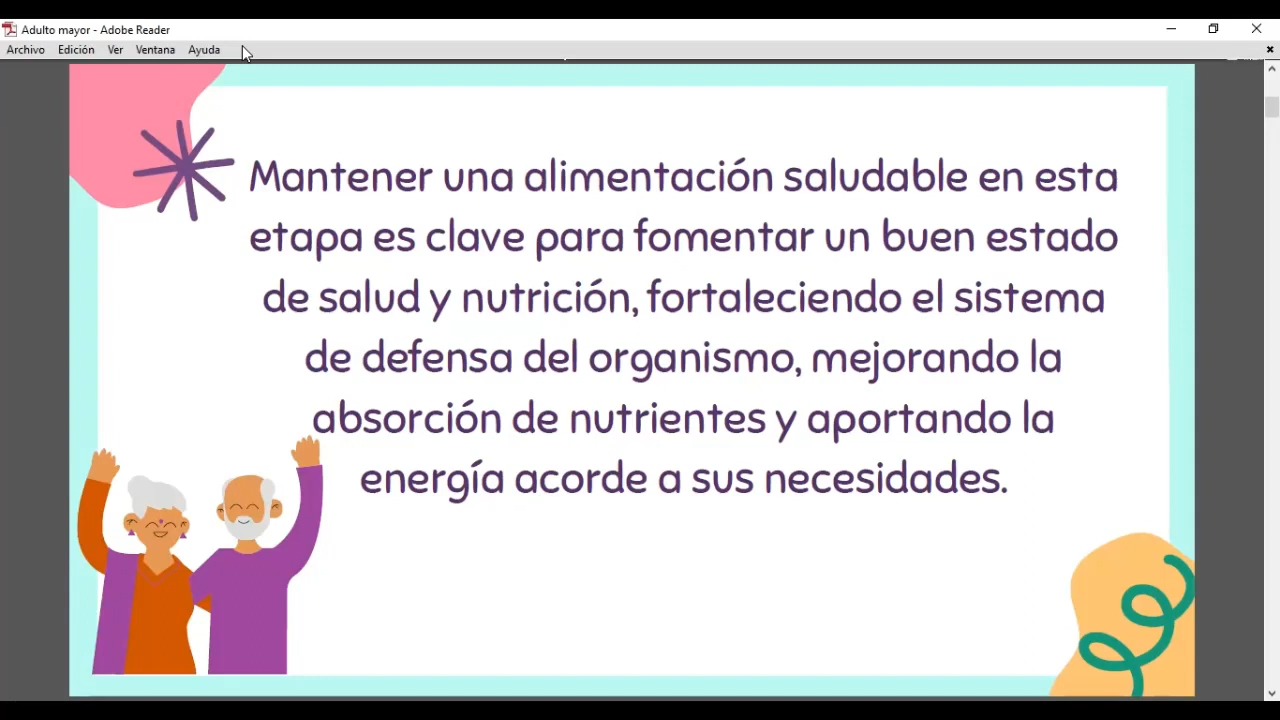 Adulto mayor - Adobe Reader
Archivo Edición Ver Ventana Ayuda
Mantener una alimentación saludable en esta
etapa es clave para fomentar un buen estado
de salud y nutrición, fortaleciendo el sistema
de defensa del organismo, mejorando la
absorción de nutrientes y aportando la
energía acorde a sus necesidades.